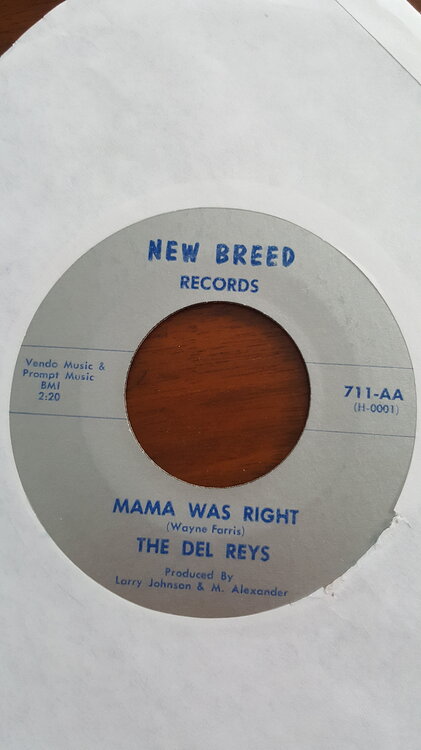 NEW BREED
RECORDS
Vendo Music &
Prompt Music
BMI
2:20
711-AA
(H-0001)
MAMA WAS RIGHT
(Wayne Farris)
THE DEL REYS
Produced By
Larry Johnson & M. Alexander